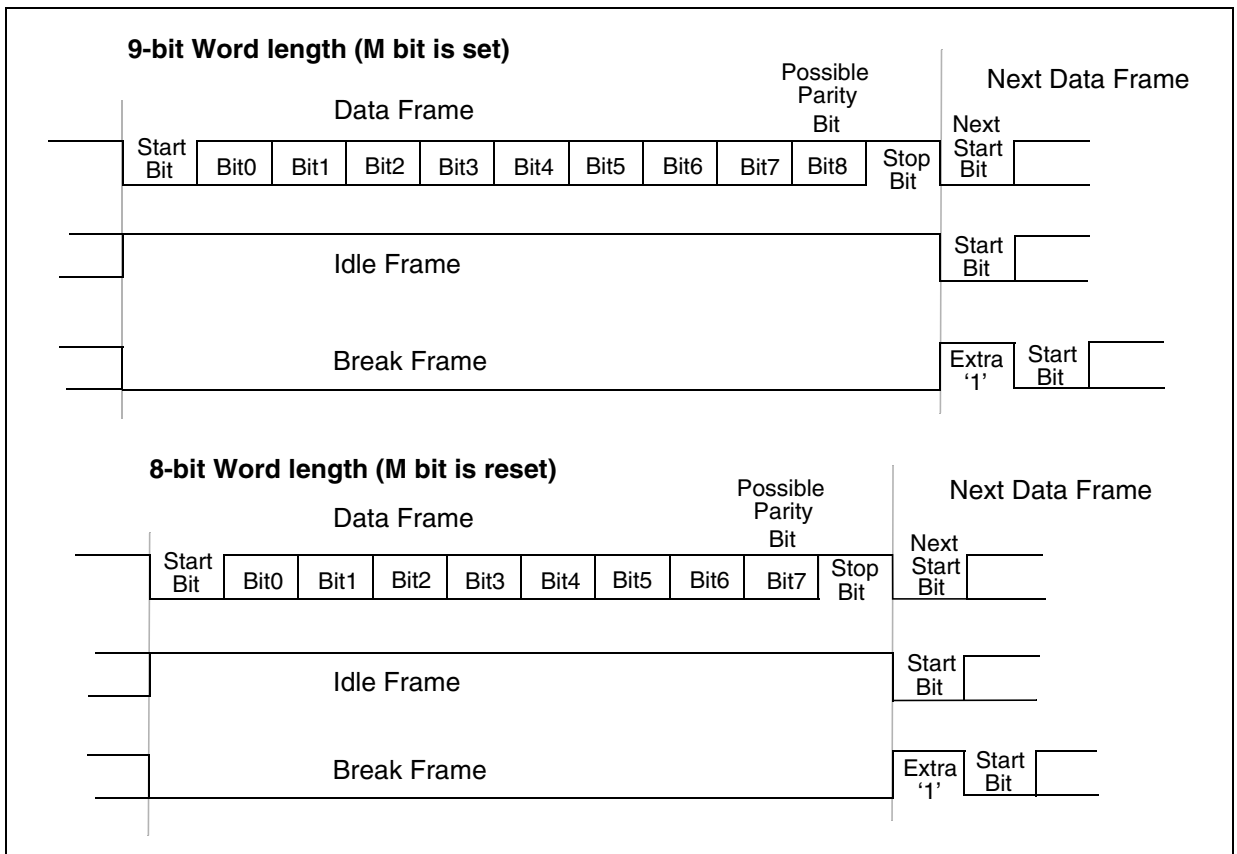 9-bit Word length (M bit is set)
Possible
Parity
Bit
Next Data Frame
Data Frame
Start
Bit
Bit0
Bit1
Bit2
Bit3
Bit4
Bit5
Bit6
Bit7
Bit8
Stop
Bit
Next
Start
Bit
Idle Frame
Start
Bit
Break Frame
Extra
‘1’
Start
Bit
8-bit Word length (M bit is reset)
Possible
Parity
Bit
Next Data Frame
Data Frame
Start
Bit
Bit0
Bit1
Bit2
Bit3
Bit4
Bit5
Bit6
Bit7
Stop
Bit
Next
Start
Bit
Idle Frame
Start
Bit
Break Frame
Extra
‘1’
Start
Bit